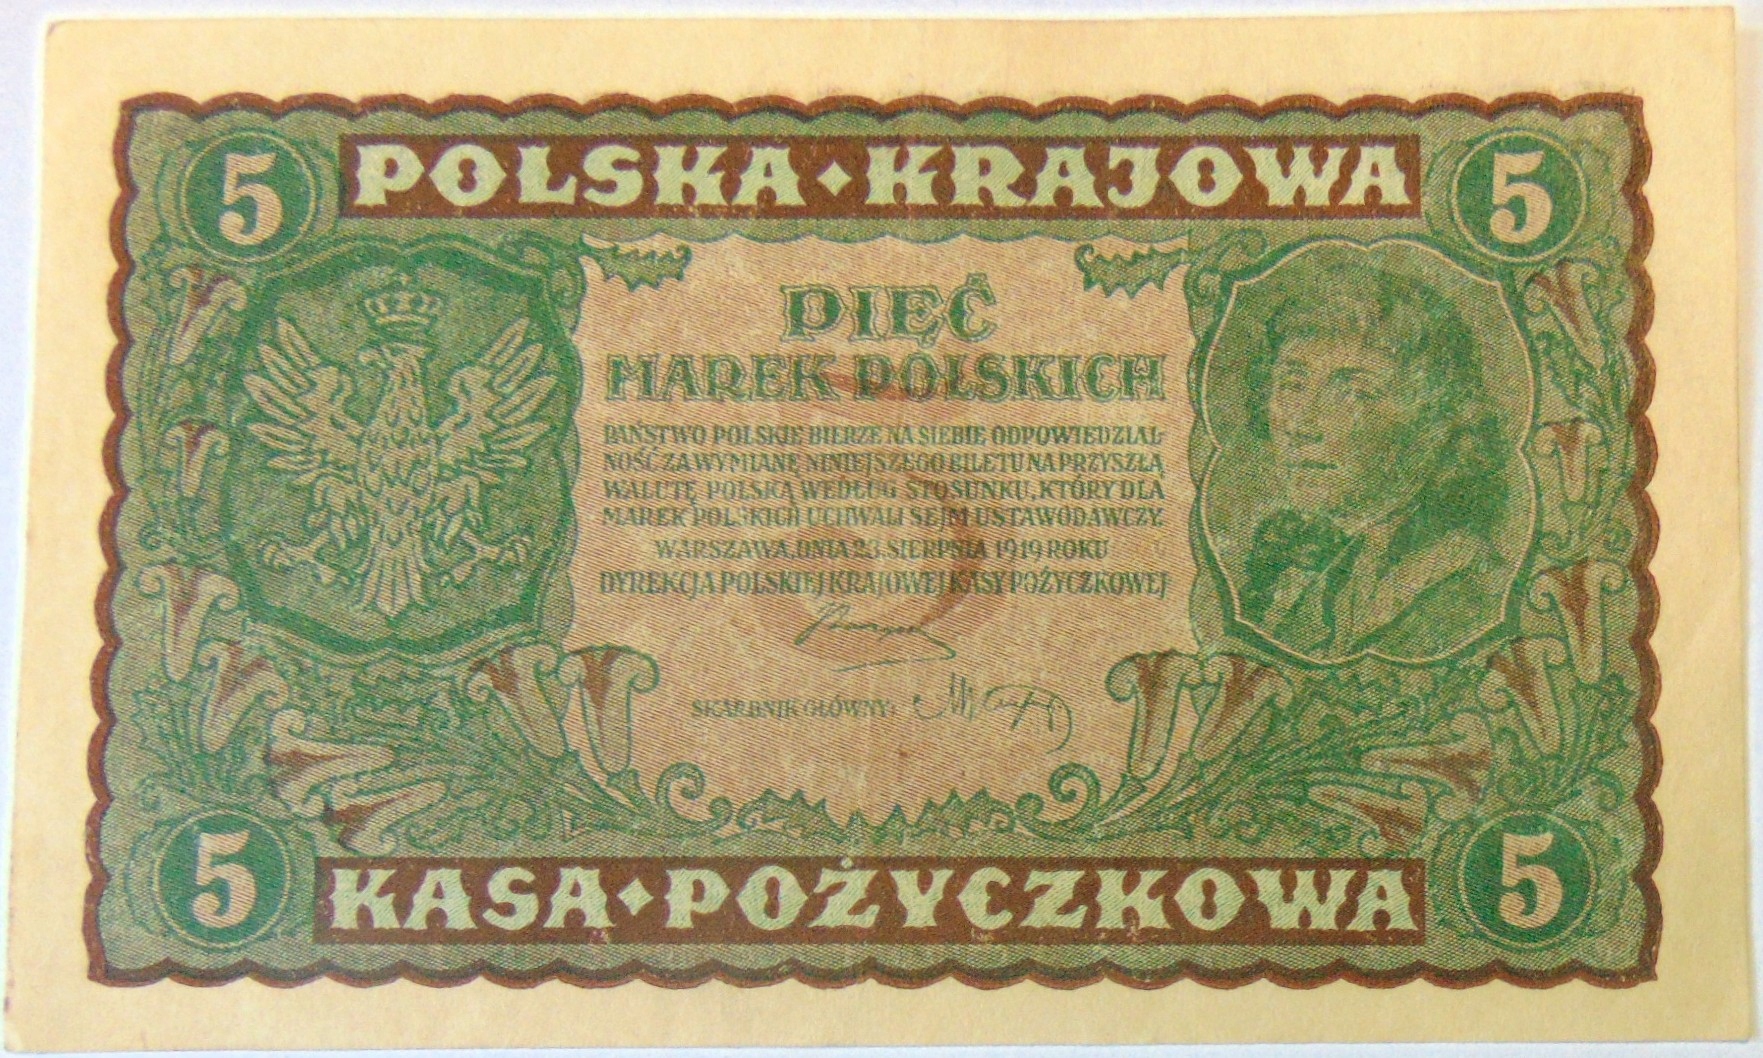 5 POLSKA · KRAJOWA 5
PIĘĆ
MAREK POLSKICH
PAŃSTWO POLSKIE BIERZE NA SIEBIE ODPOWIEDZIAL-
NOŚĆ ZA WYMIANĘ NINIEJSZEGO BILETU NA PRZYSZŁĄ
WALUTĘ POLSKĄ WEDŁUG STOSUNKU, KTÓRY DLA
MAREK POLSKICH UCHWALI SEJM USTAWODAWCZY.
WARSZAWA, DNIA 23. SIERPNIA 1919 ROKU
DYREKCJA POLSKIEJ KRAJOWEJ KASY POŻYCZKOWEJ
SKARBNIK GŁÓWNY:
5 KASA · POŻYCZKOWA 5